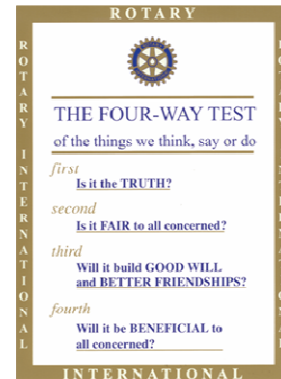 ROTARY
ROTARY INTERNATIONAL
THE FOUR-WAY TEST
of the things we think, say or do
first
Is it the TRUTH?
second
Is it FAIR to all concerned?
third
Will it build GOOD WILL
and BETTER FRIENDSHIPS?
fourth
Will it be BENEFICIAL to
all concerned?
INTERNATIONAL